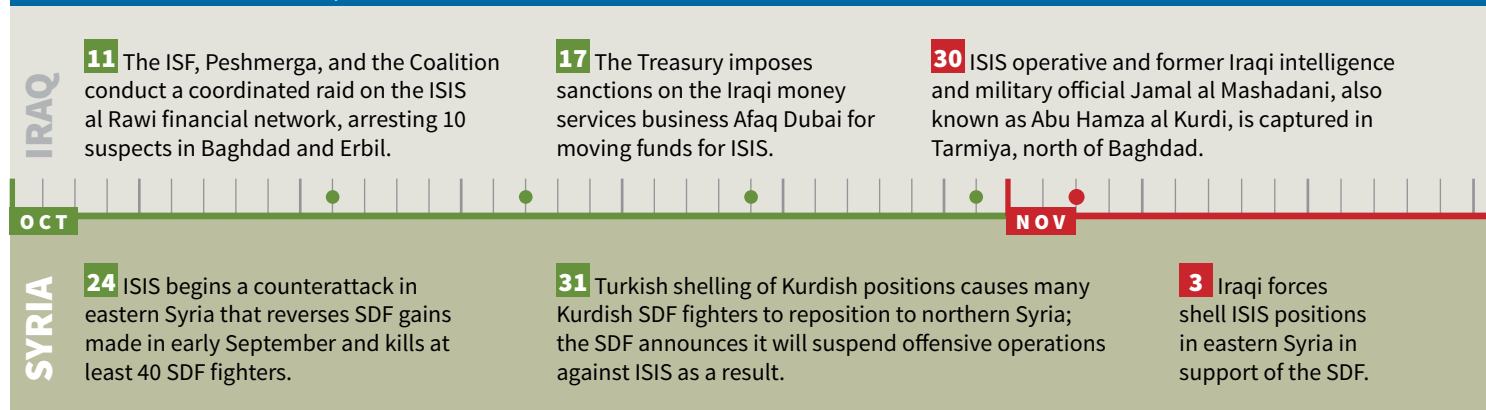 IRAQ
11 The ISF, Peshmerga, and the Coalition
conduct a coordinated raid on the ISIS
al Rawi financial network, arresting 10
suspects in Baghdad and Erbil.
17 The Treasury imposes
sanctions on the Iraqi money
services business Afaq Dubai for
moving funds for ISIS.
30 ISIS operative and former Iraqi intelligence
and military official Jamal al Mashadani, also
known as Abu Hamza al Kurdi, is captured in
Tarmiya, north of Baghdad.
OCT
NOV
SYRIA
24 ISIS begins a counterattack in
eastern Syria that reverses SDF gains
made in early September and kills at
least 40 SDF fighters.
31 Turkish shelling of Kurdish positions causes many
Kurdish SDF fighters to reposition to northern Syria;
the SDF announces it will suspend offensive operations
against ISIS as a result.
3 Iraqi forces
shell ISIS positions
in eastern Syria in
support of the SDF.